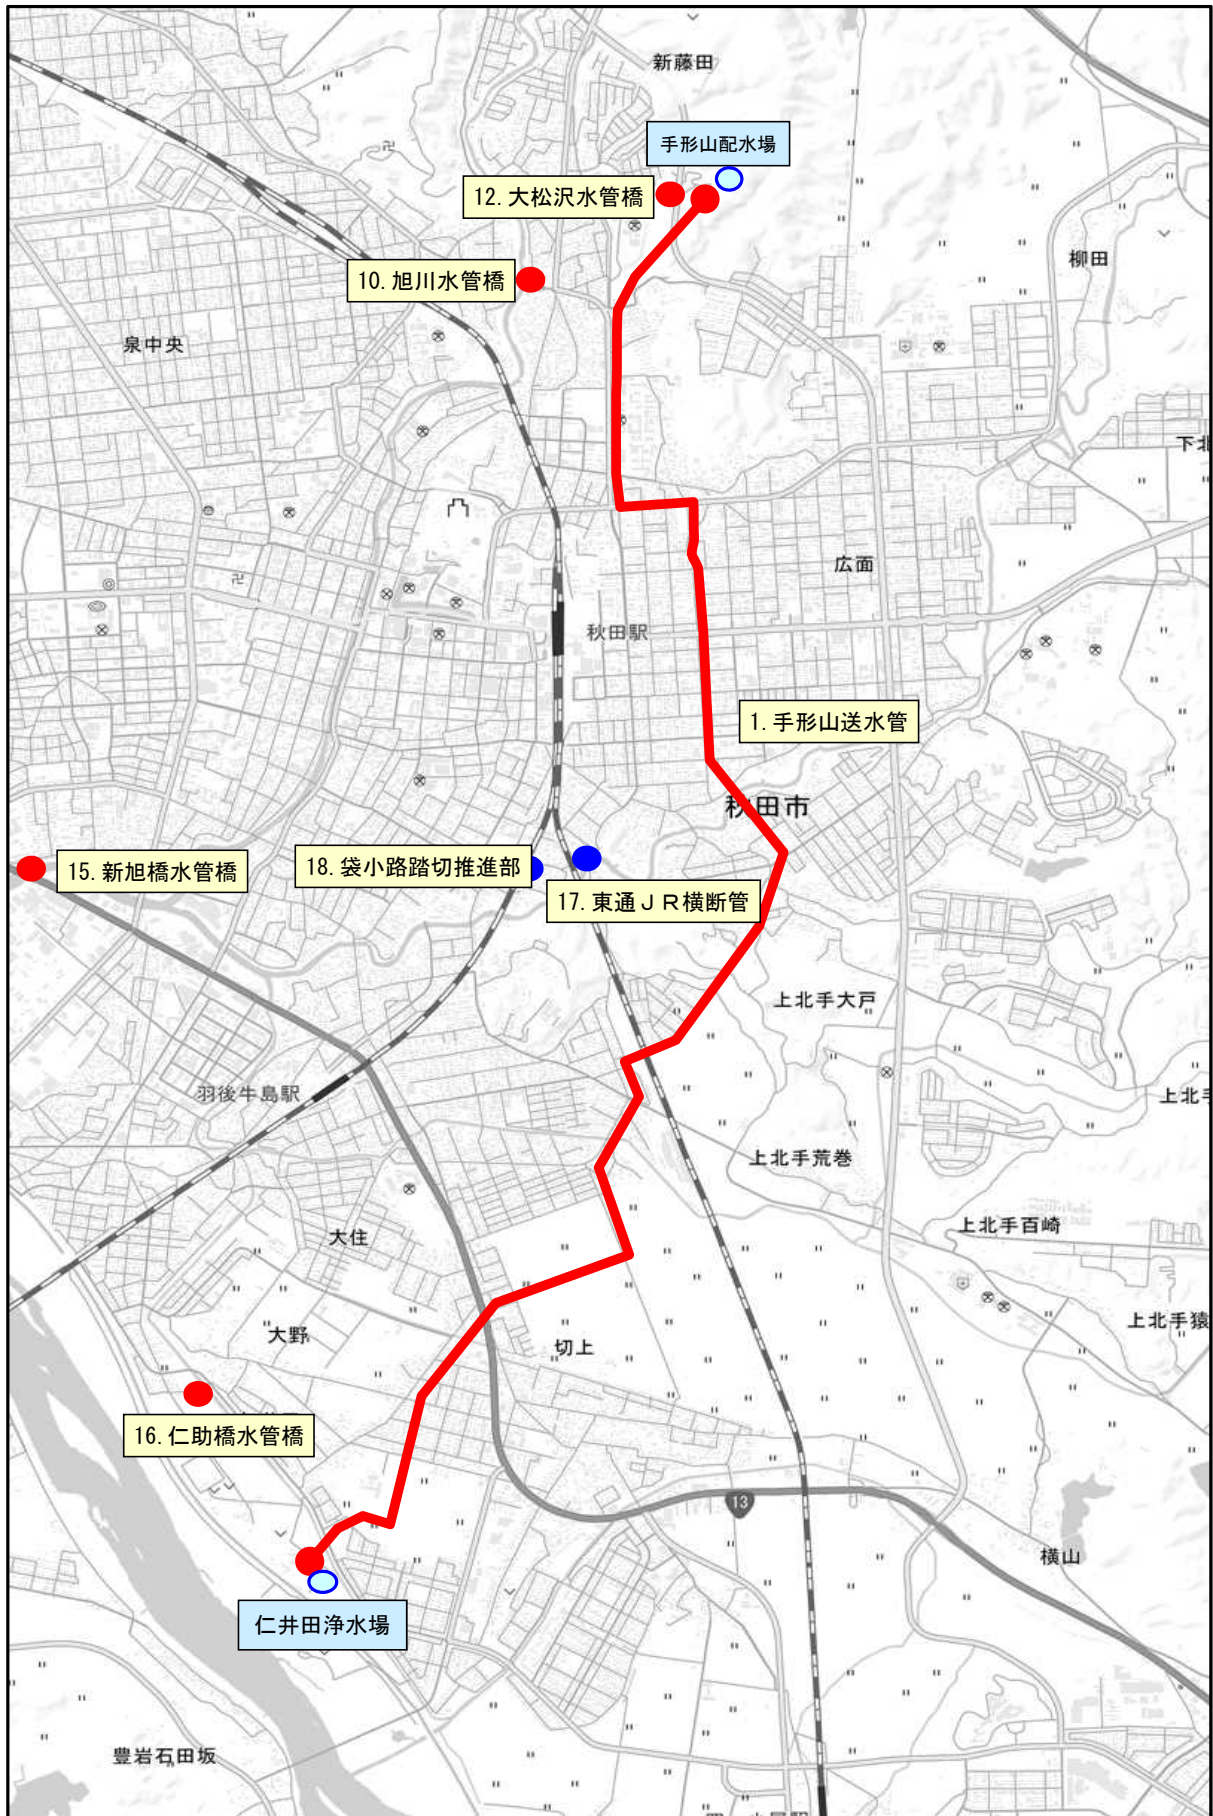 新藤田
手形山配水場
12.大松沢水管橋
柳田
10.旭川水管橋
泉中央
下北
広面
秋田駅
1.手形山送水管
秋田市
18.袋小路踏切推進部
15.新旭橋水管橋
17.東通ＪＲ横断管
上北手大戸
羽後牛島駅
上北手
上北手荒巻
上北手百崎
大住
上北手猿
大野
切上
16.仁助橋水管橋
13
横山
仁井田浄水場
豊岩石田坂